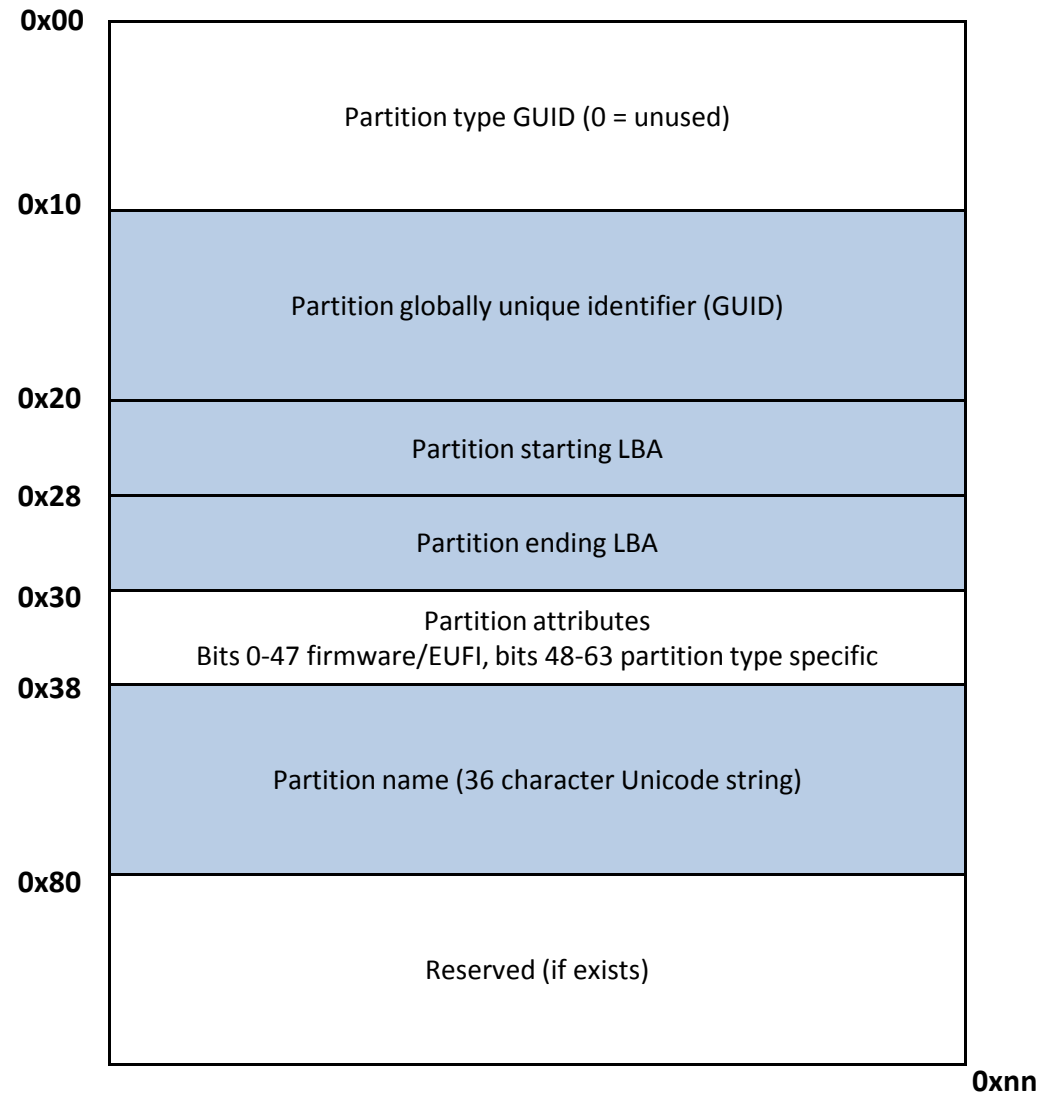 0x00
Partition type GUID (0 = unused)
0x10
Partition globally unique identifier (GUID)
0x20
Partition starting LBA
0x28
Partition ending LBA
0x30
Partition attributes
Bits 0-47 firmware/EUFI, bits 48-63 partition type specific
0x38
Partition name (36 character Unicode string)
0x80
Reserved (if exists)
0xnn